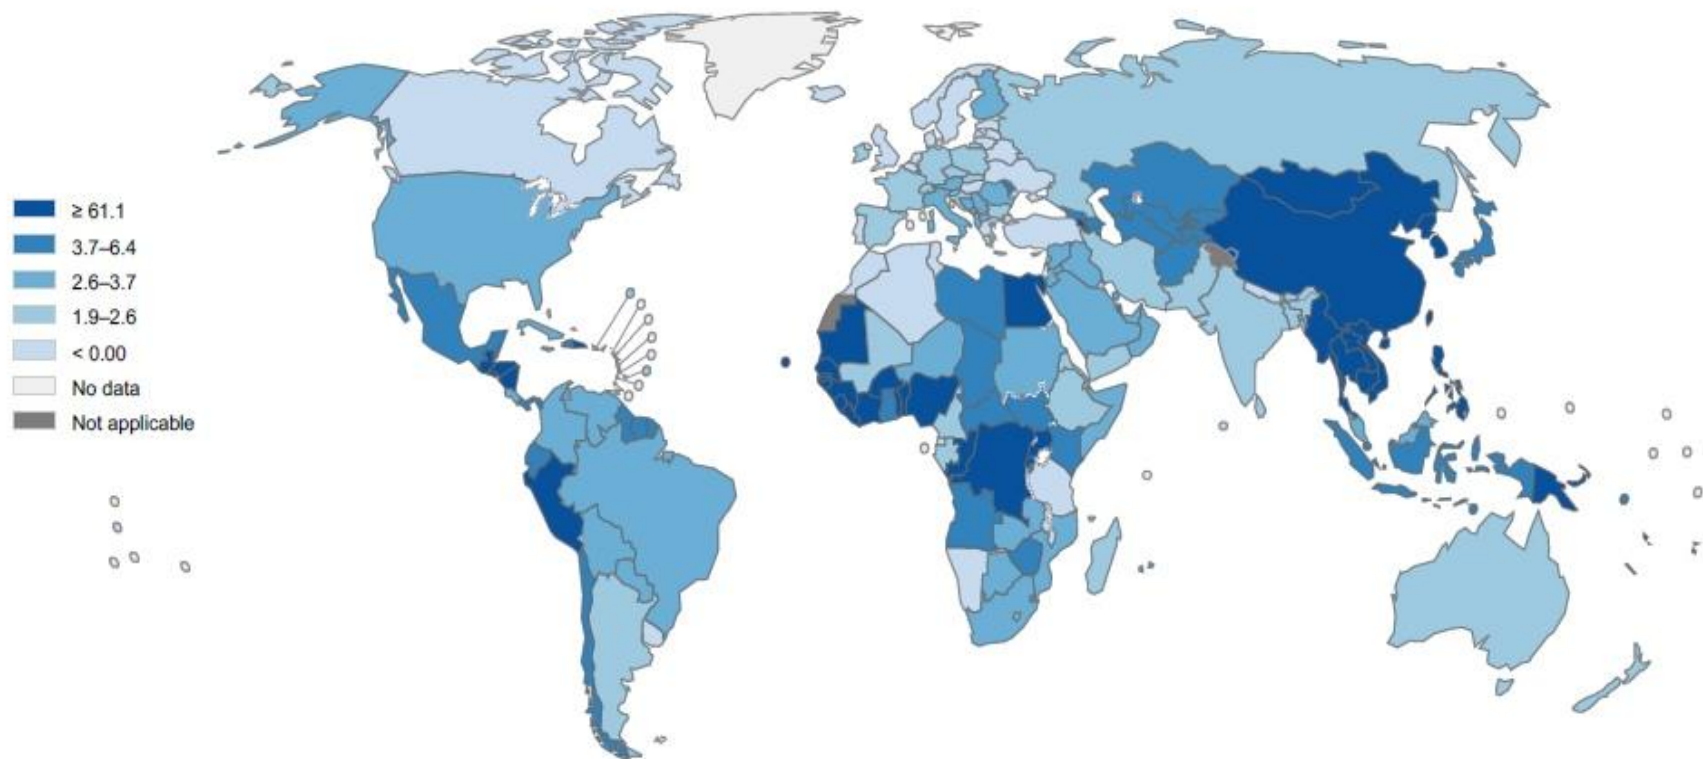 ≥ 61.1
3.7–6.4
2.6–3.7
1.9–2.6
< 0.00
No data
Not applicable